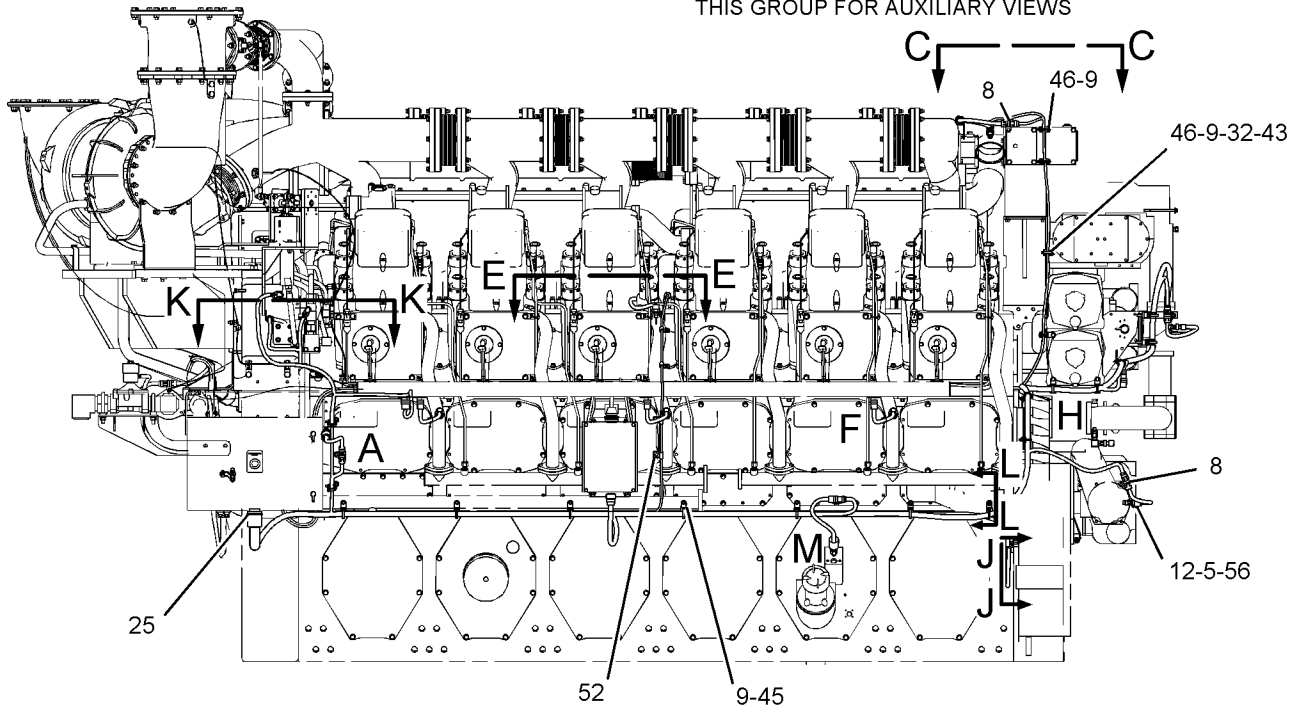 THIS GROUP FOR AUXILIARY VIEWS
C C
8 46-9
46-9-32-43
E E
K K
A F H
L
8
L
M J
12-5-56
J
25
52 9-45